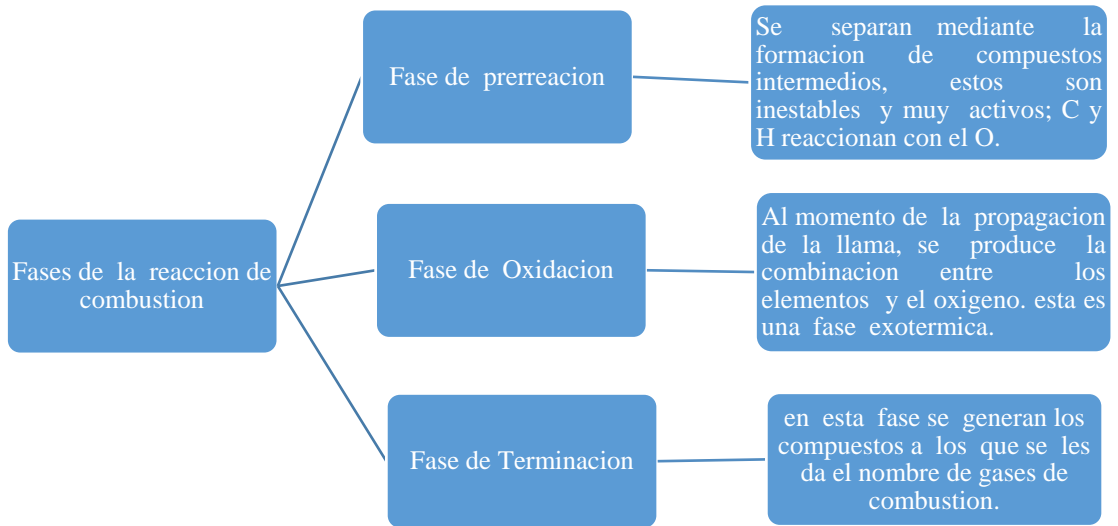 Fases de la reaccion de
combustion
Fase de prerreacion
Se separan mediante la
formacion de compuestos
intermedios, estos son
inestables y muy activos; C y
H reaccionan con el O.
Fase de Oxidacion
Al momento de la propagacion
de la llama, se produce la
combinacion entre los
elementos y el oxigeno. esta es
una fase exotermica.
Fase de Terminacion
en esta fase se generan los
compuestos a los que se les
da el nombre de gases de
combustion.